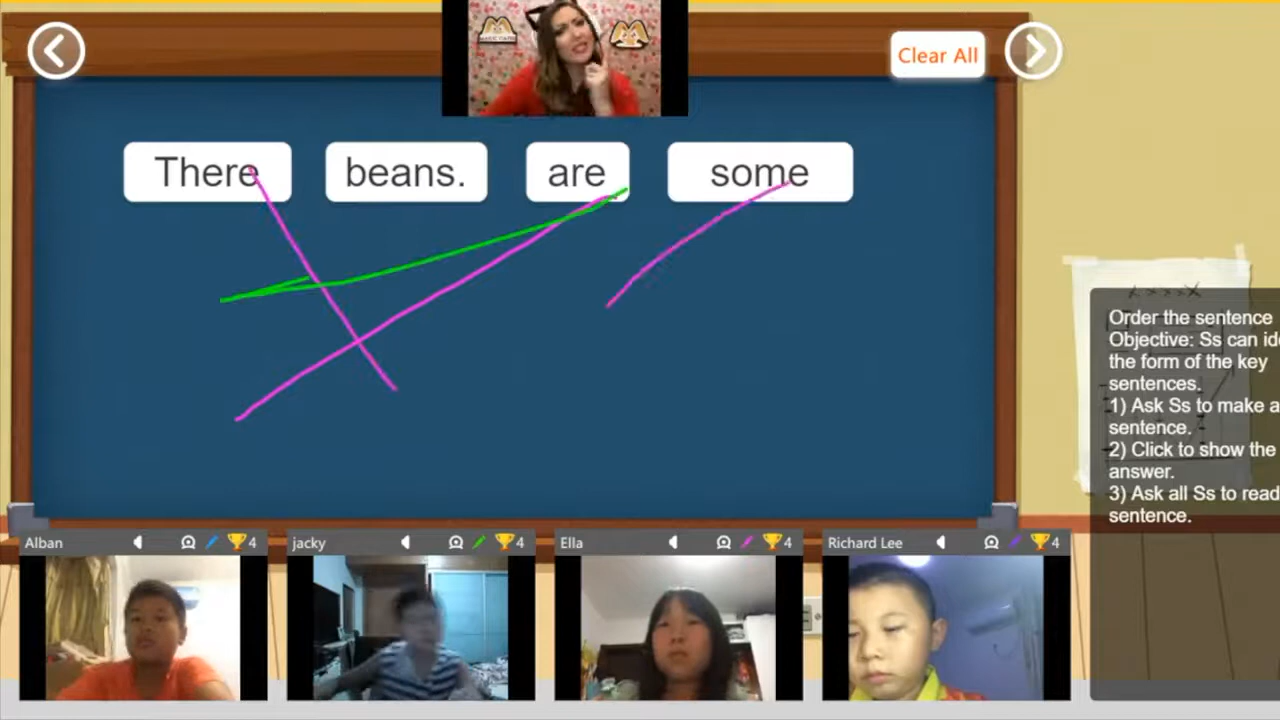 Clear All
There beans. are some
Order the sentence
Objective: Ss can ide
the form of the key
sentences.
1) Ask Ss to make a
sentence.
2) Click to show the
answer.
3) Ask all Ss to read
sentence.
Alban 4 jacky 4 Ella 4 Richard Lee 4